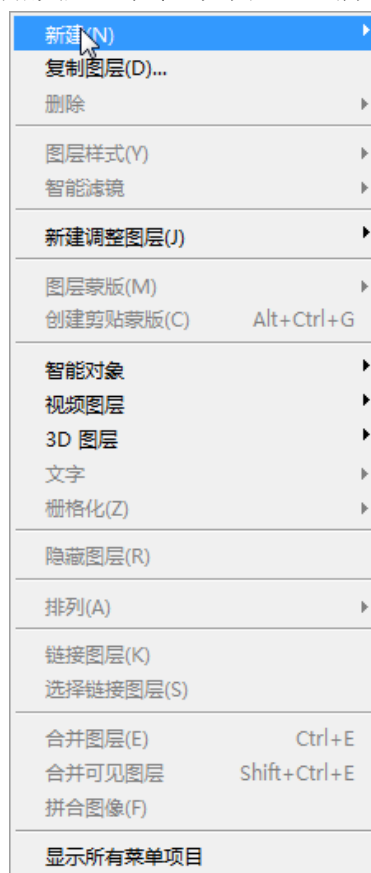 新建(N)
复制图层(D)...
删除
图层样式(Y)
智能滤镜
新建调整图层(J)
图层蒙版(M)
创建剪贴蒙版(C) Alt+Ctrl+G
智能对象
视频图层
3D 图层
文字
栅格化(Z)
隐藏图层(R)
排列(A)
链接图层(K)
选择链接图层(S)
合并图层(E) Ctrl+E
合并可见图层 Shift+Ctrl+E
拼合图像(F)
显示所有菜单项目